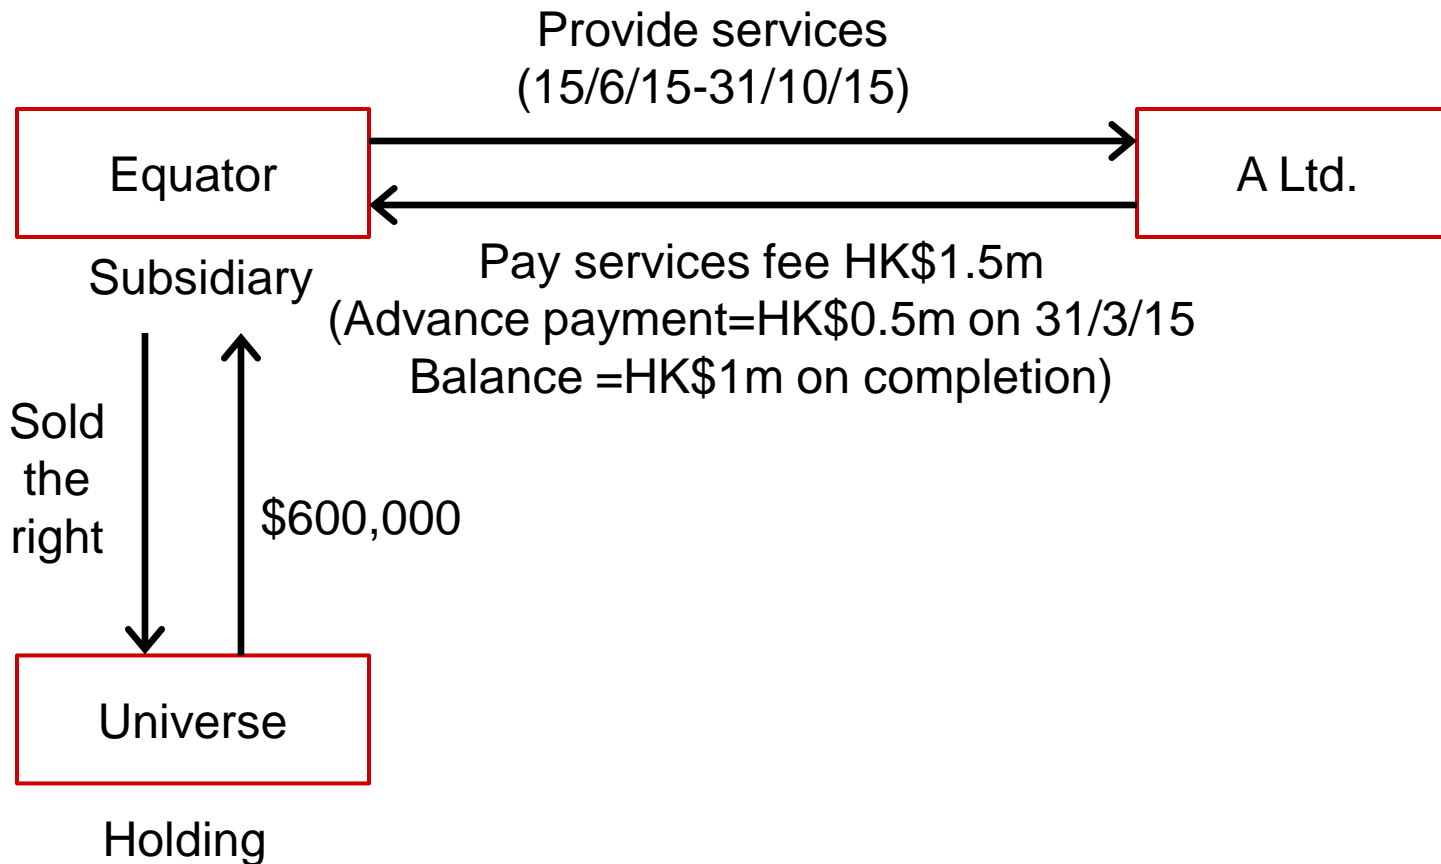 Provide services
(15/6/15-31/10/15)
Equator
A Ltd.
Subsidiary
Pay services fee HK$1.5m
(Advance payment=HK$0.5m on 31/3/15
Balance =HK$1m on completion)
Sold
the
right
$600,000
Universe
Holding